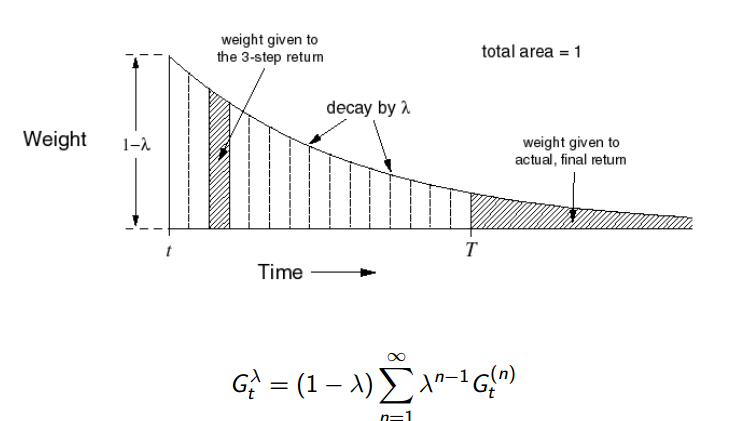 weight given to
the 3-step return
total area = 1
decay by λ
Weight
1−λ
weight given to
actual, final return
t
T
Time
G_t^λ = (1 − λ) ∑_{n=1}^{∞} λ^{n−1} G_t^{(n)}